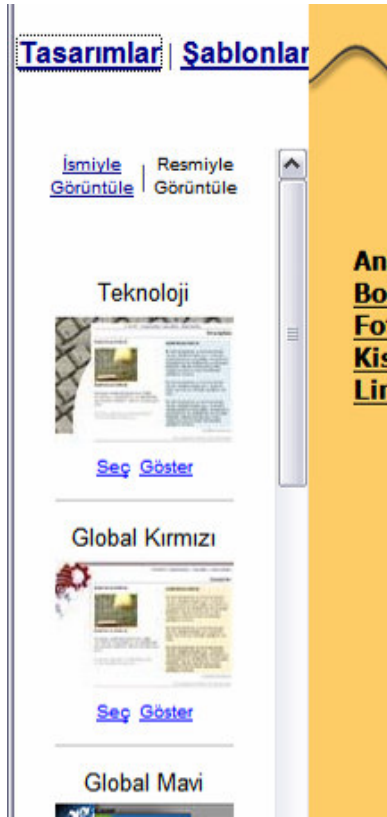 Tasarımlar | Şablonlar
İsmiyle Görüntüle | Resmiyle Görüntüle
Teknoloji
Seç Göster
Global Kırmızı
Seç Göster
Global Mavi
An
Bo
Fo
Kis
Lin